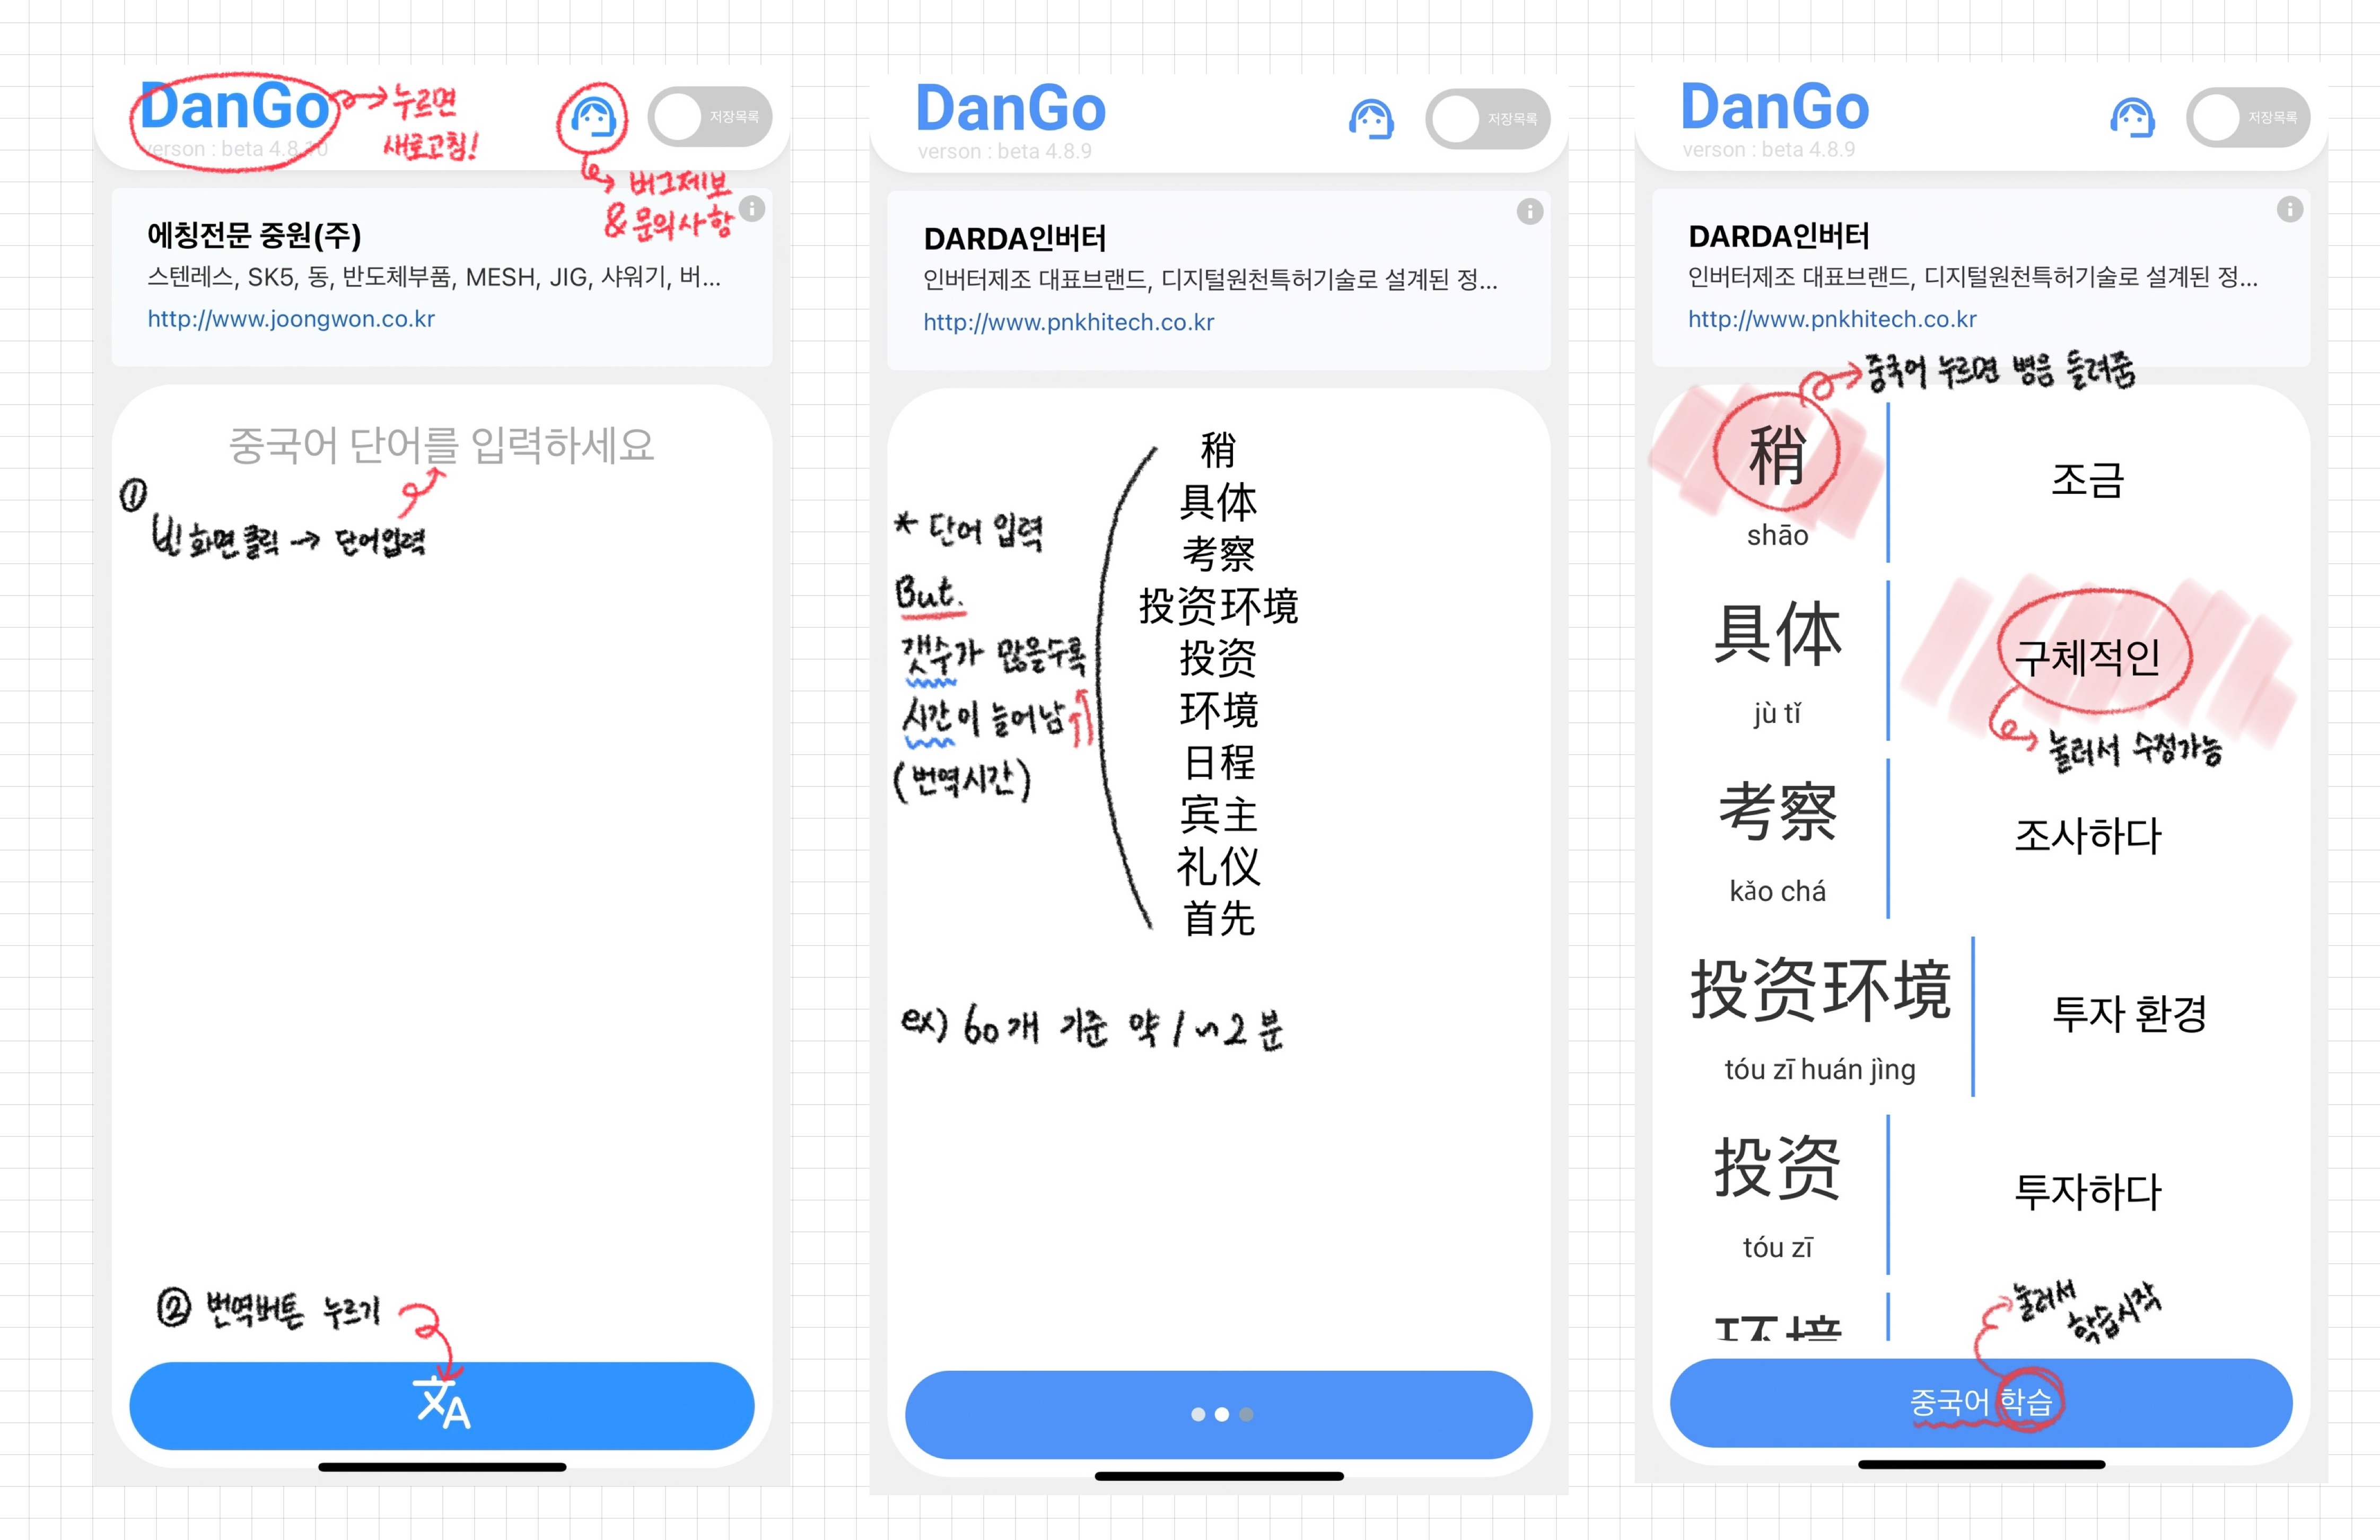 DanGo
verson : beta 4.8.10
누르면
새로고침!
저장목록
버그제보
& 문의사항
에칭전문 중원(주)
스텐레스, SK5, 동, 반도체부품, MESH, JIG, 샤워기, 버...
http://www.joongwon.co.kr
중국어 단어를 입력하세요
①
빈화면 클릭 → 단어입력
② 번역버튼 누르기
文A
DanGo
verson : beta 4.8.9
저장목록
DARDA인버터
인버터제조 대표브랜드, 디지털원천특허기술로 설계된 정...
http://www.pnkhitech.co.kr
* 단어 입력
But.
갯수가 많을수록
시간이 늘어남
(번역시간)
稍
具体
考察
投资环境
投资
环境
日程
宾主
礼仪
首先
ex) 60개 기준 약 1~2분
DanGo
verson : beta 4.8.9
저장목록
DARDA인버터
인버터제조 대표브랜드, 디지털원천특허기술로 설계된 정...
http://www.pnkhitech.co.kr
중국어 누르면 병음 들려줌
稍
shāo
조금
具体
jù tǐ
구체적인
눌러서 수정가능
考察
kǎo chá
조사하다
投资环境
tóu zī huán jìng
투자 환경
投资
tóu zī
투자하다
环境
눌러서
학습시작
중국어 학습